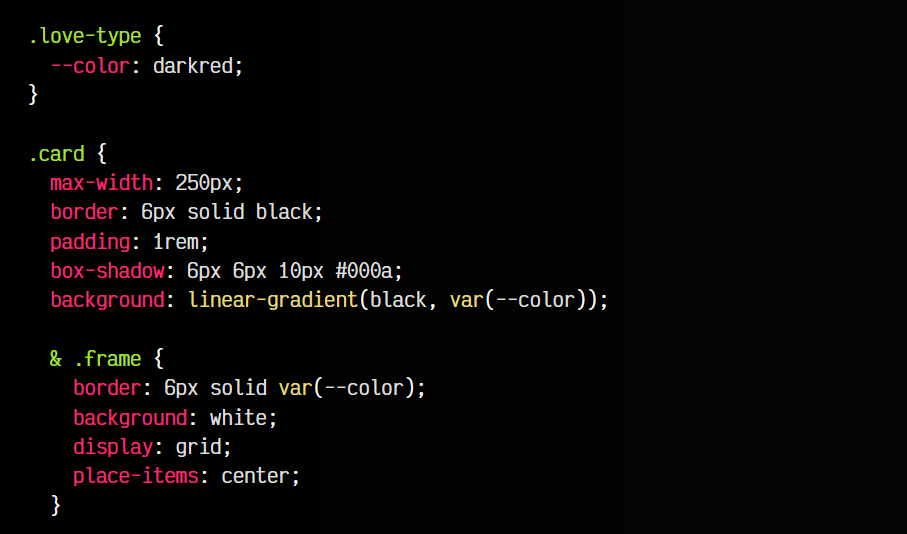 .love-type {
  --color: darkred;
}

.card {
  max-width: 250px;
  border: 6px solid black;
  padding: 1rem;
  box-shadow: 6px 6px 10px #000a;
  background: linear-gradient(black, var(--color));

  & .frame {
    border: 6px solid var(--color);
    background: white;
    display: grid;
    place-items: center;
  }